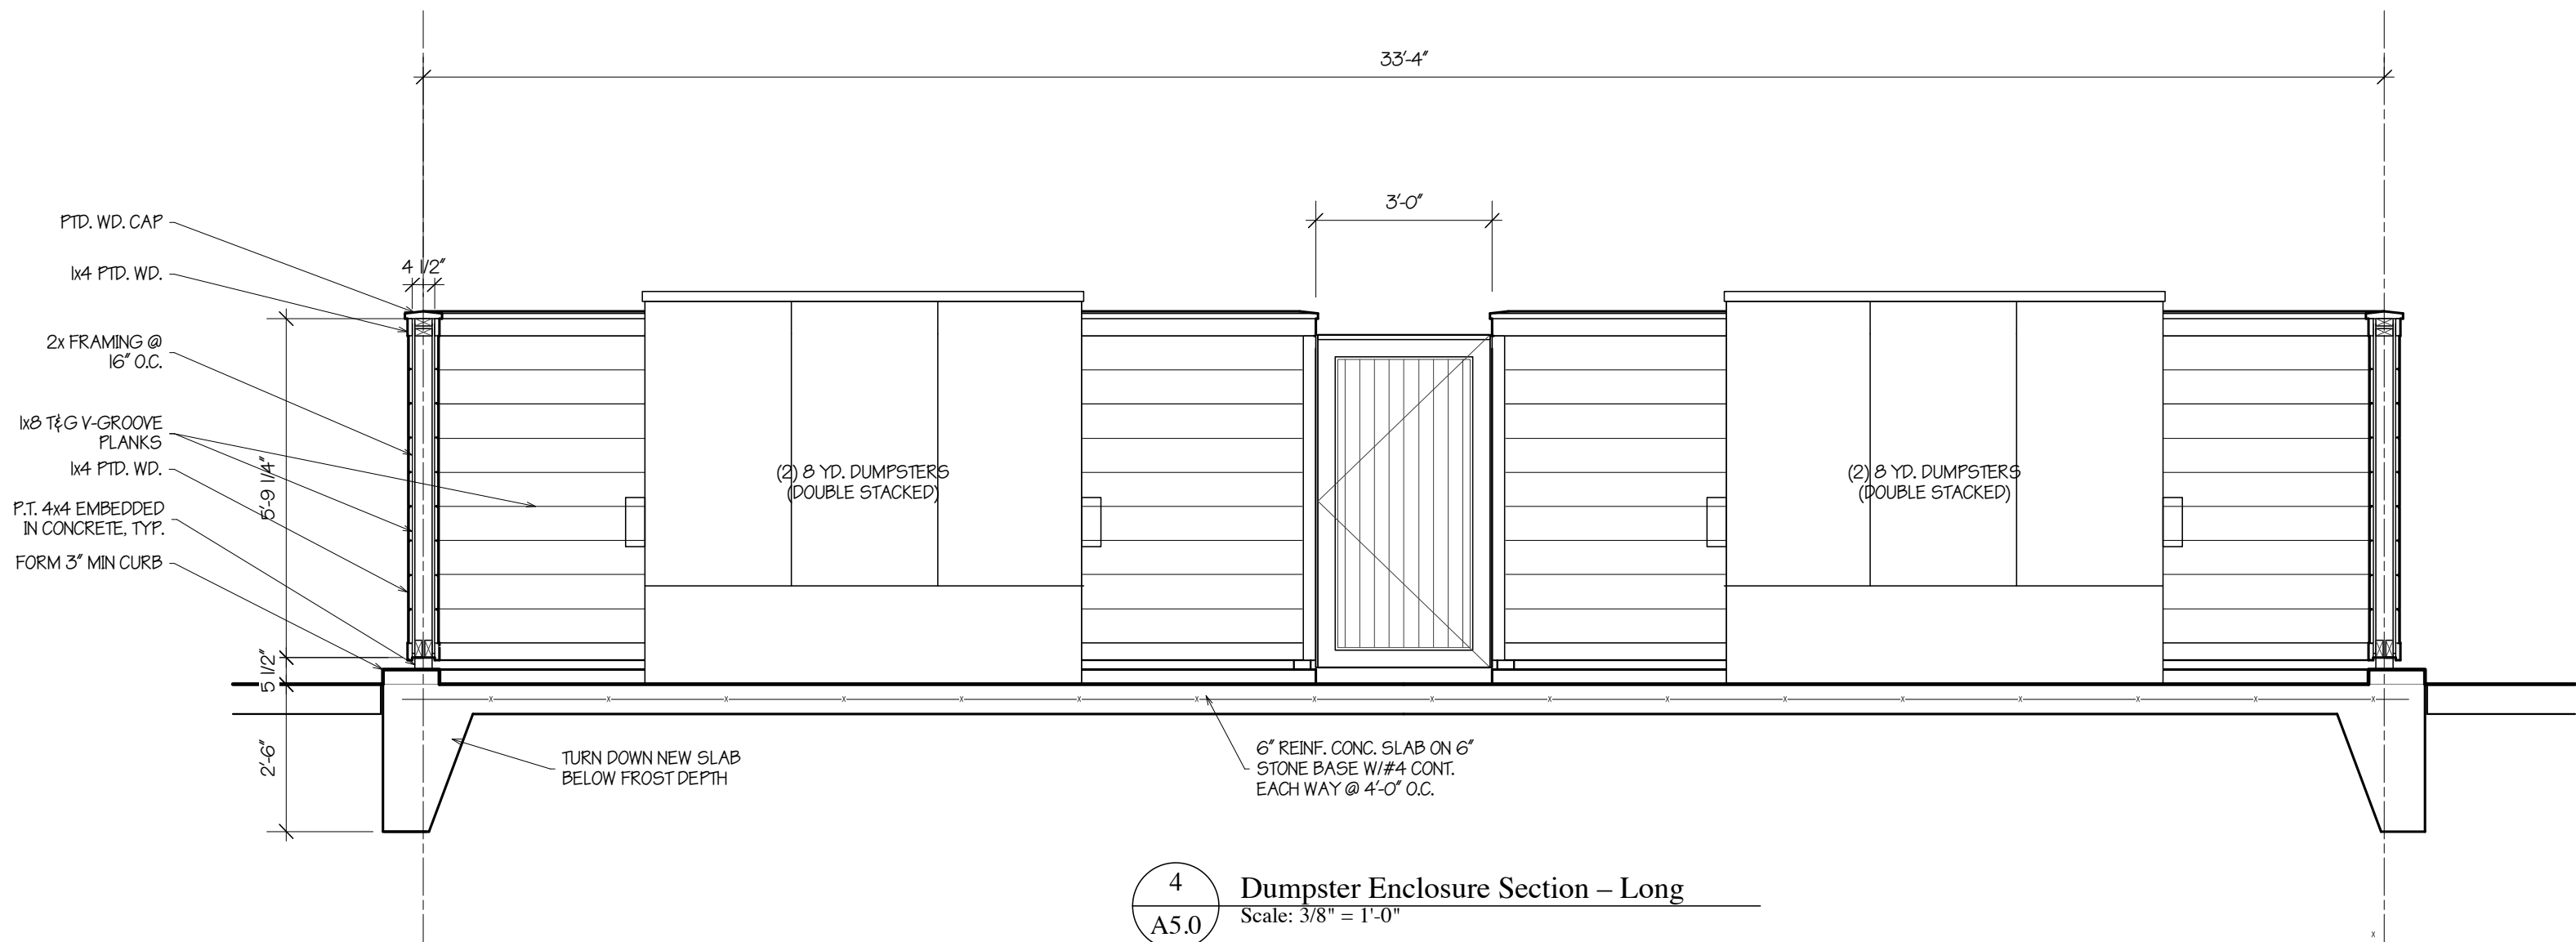 33'-4"
3'-0"
PTD. WD. CAP
4 1/2"
1x4 PTD. WD.
2x FRAMING @
16" O.C.
1x8 T&G V-GROOVE
PLANKS
1x4 PTD. WD.
5'-9 1/4"
P.T. 4x4 EMBEDDED
IN CONCRETE, TYP.
FORM 3" MIN CURB
(2) 8 YD. DUMPSTERS
(DOUBLE STACKED)
(2) 8 YD. DUMPSTERS
(DOUBLE STACKED)
5 1/2"
2'-6"
TURN DOWN NEW SLAB
BELOW FROST DEPTH
6" REINF. CONC. SLAB ON 6"
STONE BASE W/#4 CONT.
EACH WAY @ 4'-0" O.C.
4
A5.0
Dumpster Enclosure Section – Long
Scale: 3/8" = 1'-0"